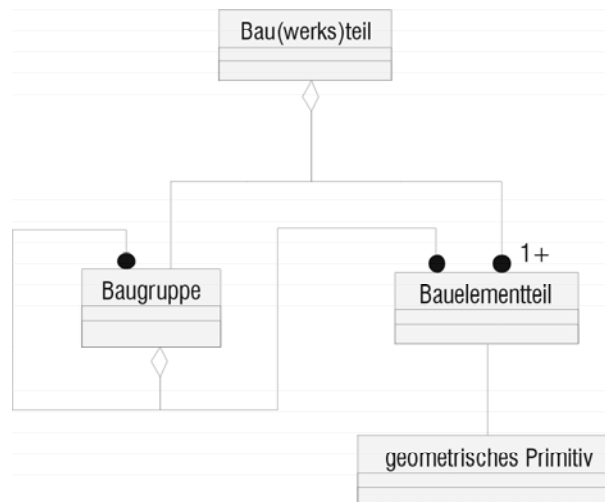 Bau(werks)teil
1+
Baugruppe
Bauelementteil
geometrisches Primitiv